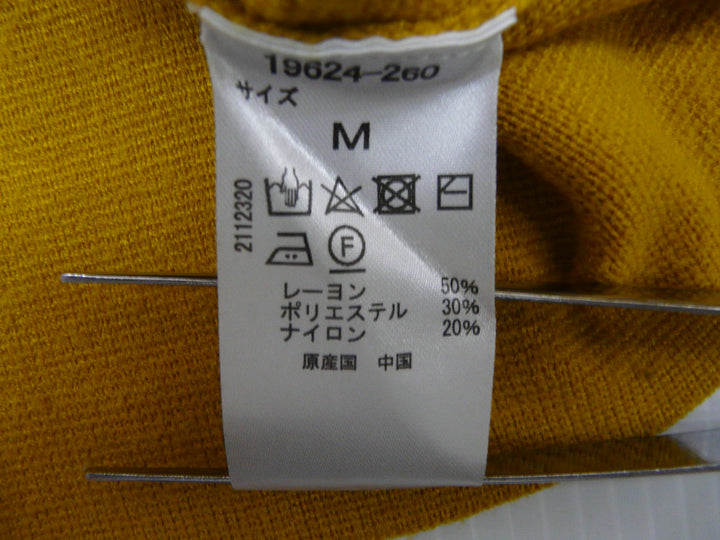 19624-260
サイズ
M
2112320
F
レーヨン 50%
ポリエステル 30%
ナイロン 20%
原産国 中国